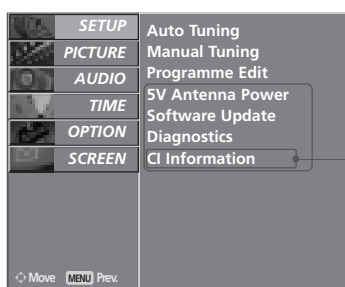 SETUP
PICTURE
AUDIO
TIME
OPTION
SCREEN
Auto Tuning
Manual Tuning
Programme Edit
5V Antenna Power
Software Update
Diagnostics
CI Information
Move MENU Prev.